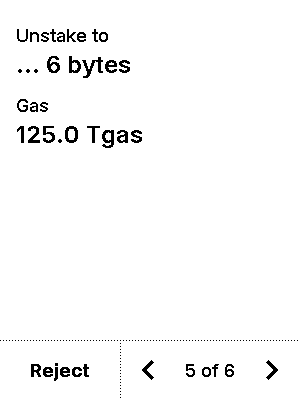 Unstake to
... 6 bytes
Gas
125.0 Tgas
Reject
5 of 6